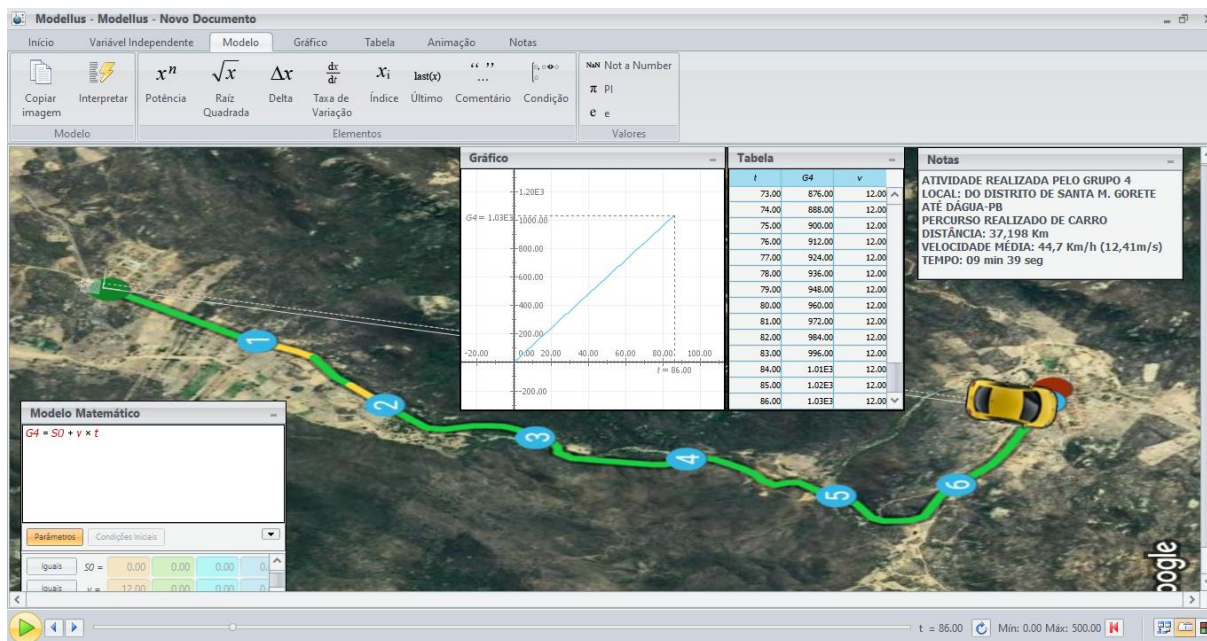 Modellus - Modellus - Novo Documento
Início Variável Independente Modelo Gráfico Tabela Animação Notas
xⁿ √x Δx dx/dt xᵢ last(x) “ ” ...
NaN Not a Number
π PI
e e
Copiar imagem Interpretar Potência Raíz Quadrada Delta Taxa de Variação Índice Último Comentário Condição
Modelo Elementos Valores
Gráfico
1.20E3
G4 = 1.03E3
1000.00
800.00
600.00
400.00
200.00
-20.00 0.00 20.00 40.00 60.00 80.00 100.00
t = 86.00
-200.00
Tabela
t G4 v
73.00 876.00 12.00
74.00 888.00 12.00
75.00 900.00 12.00
76.00 912.00 12.00
77.00 924.00 12.00
78.00 936.00 12.00
79.00 948.00 12.00
80.00 960.00 12.00
81.00 972.00 12.00
82.00 984.00 12.00
83.00 996.00 12.00
84.00 1.01E3 12.00
85.00 1.02E3 12.00
86.00 1.03E3 12.00
Notas
ATIVIDADE REALIZADA PELO GRUPO 4
LOCAL: DO DISTRITO DE SANTA M. GORETE
ATÉ DÁGUA-PB
PERCURSO REALIZADO DE CARRO
DISTÂNCIA: 37,198 Km
VELOCIDADE MÉDIA: 44,7 Km/h (12,41m/s)
TEMPO: 09 min 39 seg
1
2
3
4
5
6
Modelo Matemático
G4 = S0 + v × t
Parâmetros Condições Iniciais
Iguais S0 = 0.00 0.00 0.00
Iguais v = 12.00 0.00 0.00
oogle
t = 86.00 Mín: 0.00 Máx: 500.00